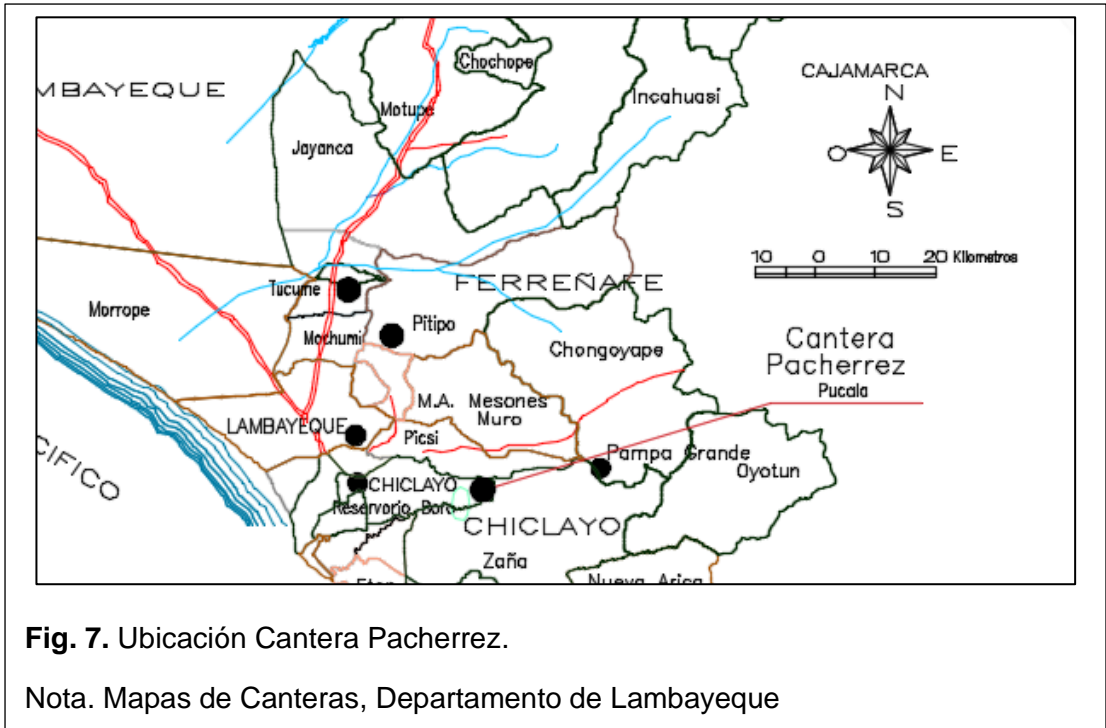 Chochope
CAJAMARCA
MBAYEQUE
Incahuasi
N
Motupe
Jayanca
O
E
S
10 0 10 20 Kilometros
FERREÑAFE
Tucume
Morrope
Pitipo
Mochumi
Cantera
Pacherrez
Chongoyape
Pucala
M.A. Mesones
Muro
LAMBAYEQUE
Picsi
Pampa Grande
Oyotun
CIFICO
CHICLAYO
Reservorio Boro
CHICLAYO
Zaña
Nueva Arica
Eten
Fig. 7. Ubicación Cantera Pacherrez.
Nota. Mapas de Canteras, Departamento de Lambayeque